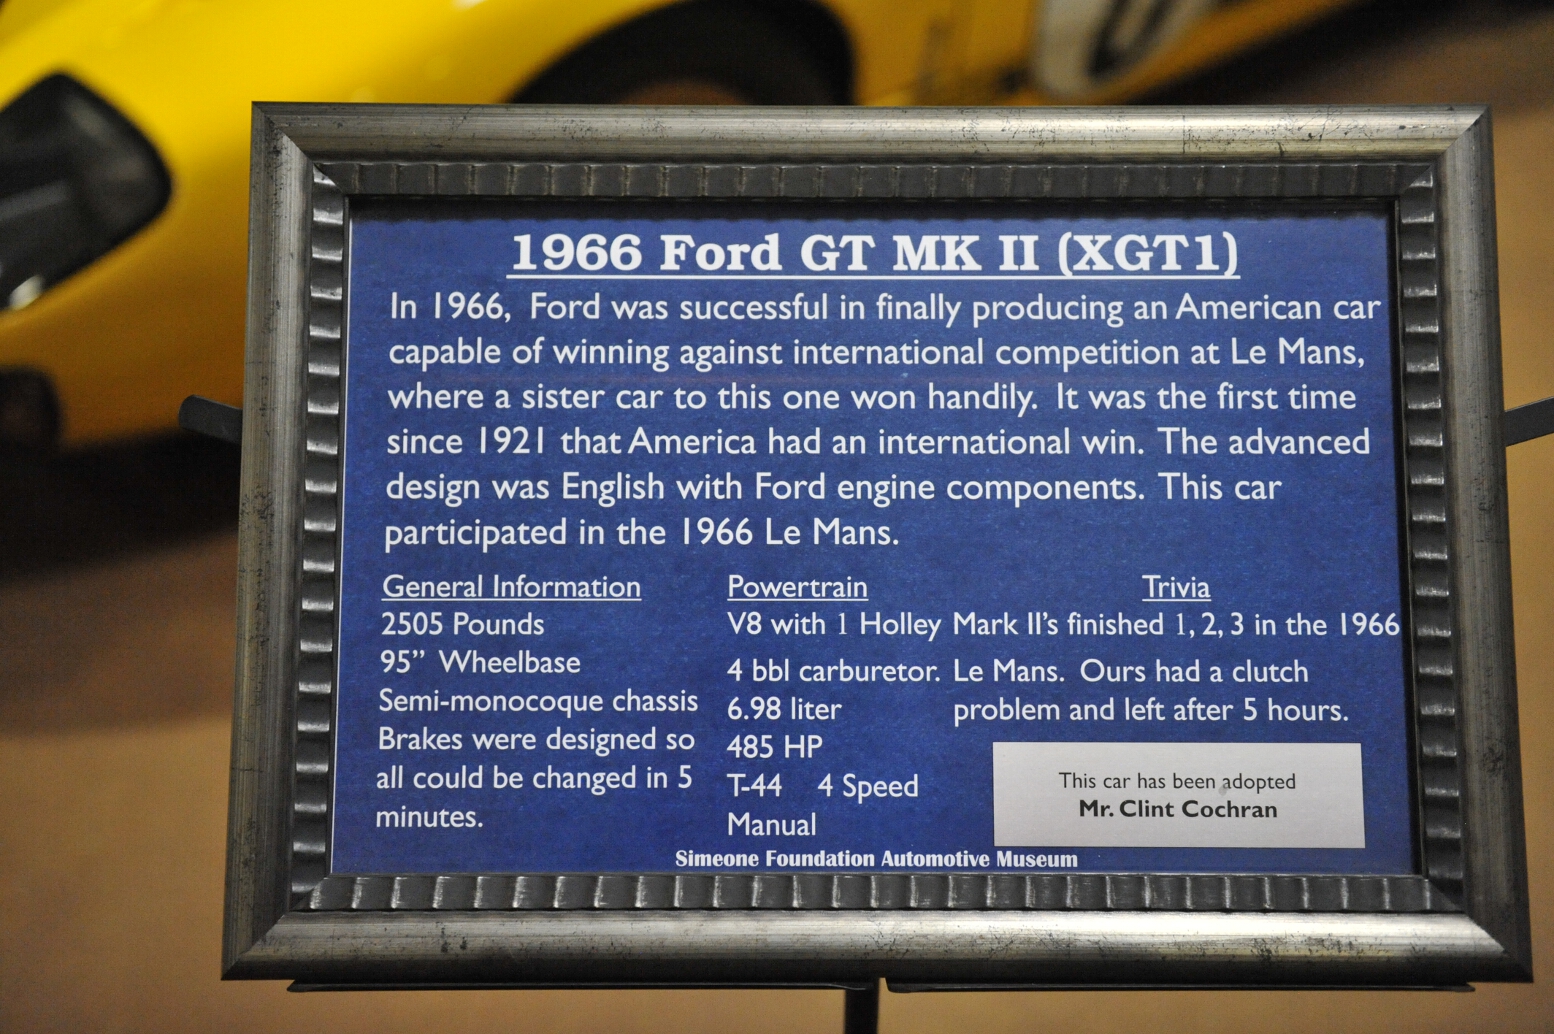 1966 Ford GT MK II (XGT1)
In 1966, Ford was successful in finally producing an American car
capable of winning against international competition at Le Mans,
where a sister car to this one won handily. It was the first time
since 1921 that America had an international win. The advanced
design was English with Ford engine components. This car
participated in the 1966 Le Mans.
General Information
2505 Pounds
95” Wheelbase
Semi-monocoque chassis
Brakes were designed so
all could be changed in 5
minutes.
Powertrain
V8 with 1 Holley
4 bbl carburetor.
6.98 liter
485 HP
T-44 4 Speed
Manual
Trivia
Mark II’s finished 1, 2, 3 in the 1966
Le Mans. Ours had a clutch
problem and left after 5 hours.
This car has been adopted
Mr. Clint Cochran
Simeone Foundation Automotive Museum